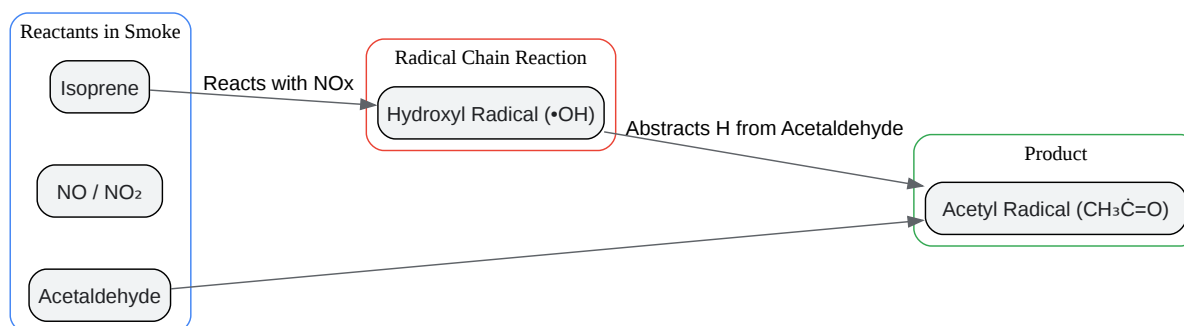 Reactants in Smoke
Isoprene
Reacts with NOx
NO / NO₂
Acetaldehyde
Radical Chain Reaction
Hydroxyl Radical (•OH)
Abstracts H from Acetaldehyde
Product
Acetyl Radical (CH₃Ċ=O)